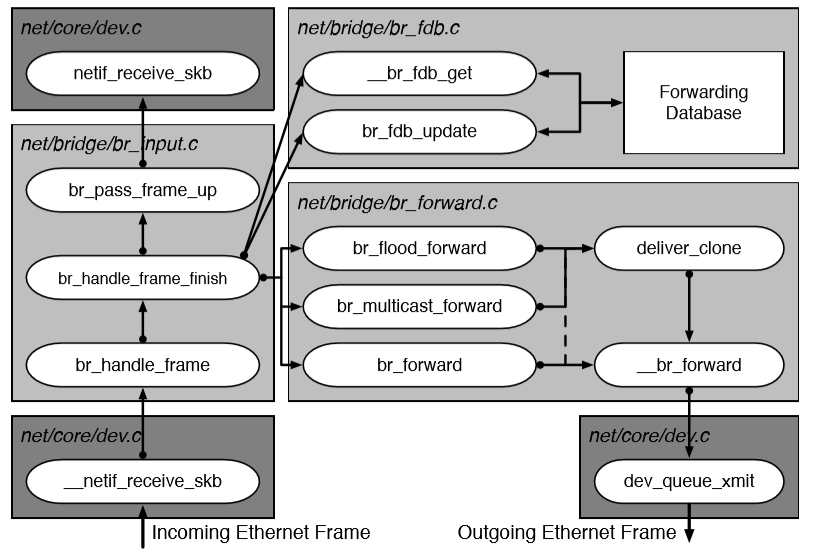 net/core/dev.c
netif_receive_skb
net/bridge/br_input.c
br_pass_frame_up
br_handle_frame_finish
br_handle_frame
net/core/dev.c
__netif_receive_skb
Incoming Ethernet Frame
net/bridge/br_fdb.c
__br_fdb_get
br_fdb_update
Forwarding
Database
net/bridge/br_forward.c
br_flood_forward
deliver_clone
br_multicast_forward
br_forward
__br_forward
net/core/dev.c
dev_queue_xmit
Outgoing Ethernet Frame